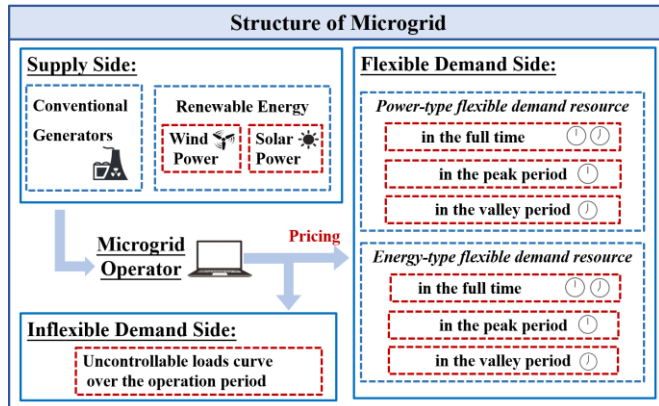 Structure of Microgrid
Supply Side:
Conventional
Generators
Renewable Energy
Wind
Power
Solar
Power
Microgrid
Operator
Pricing
Inflexible Demand Side:
Uncontrollable loads curve
over the operation period
Flexible Demand Side:
Power-type flexible demand resource
in the full time
in the peak period
in the valley period
Energy-type flexible demand resource
in the full time
in the peak period
in the valley period